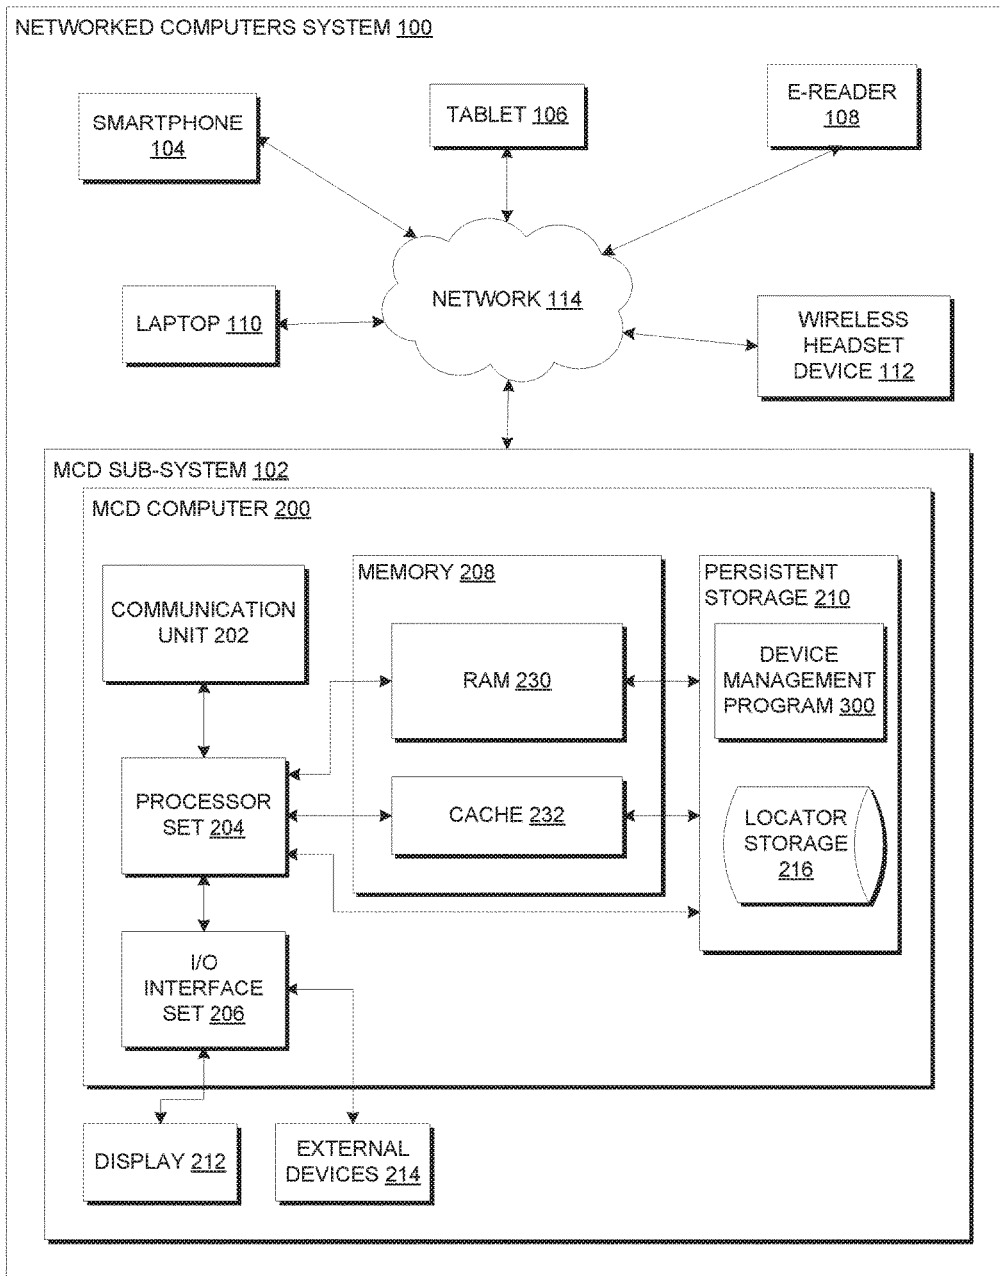 NETWORKED COMPUTERS SYSTEM 100
SMARTPHONE
104
TABLET 106
E-READER
108
NETWORK 114
LAPTOP 110
WIRELESS
HEADSET
DEVICE 112
MCD SUB-SYSTEM 102
MCD COMPUTER 200
COMMUNICATION
UNIT 202
MEMORY 208
PERSISTENT
STORAGE 210
RAM 230
DEVICE
MANAGEMENT
PROGRAM 300
PROCESSOR
SET 204
CACHE 232
LOCATOR
STORAGE
216
I/O
INTERFACE
SET 206
DISPLAY 212
EXTERNAL
DEVICES 214